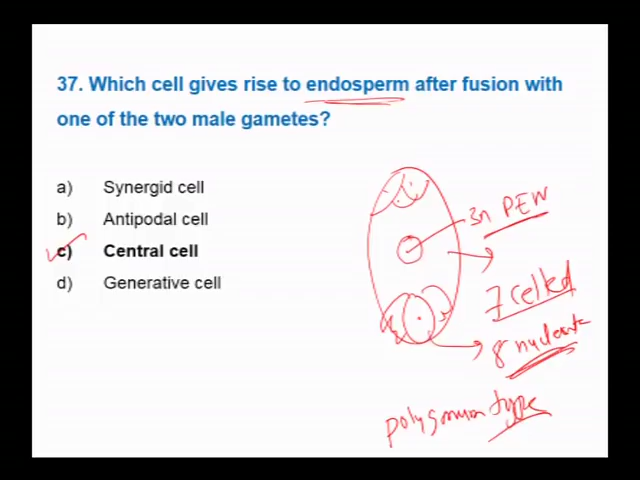 37. Which cell gives rise to endosperm after fusion with
one of the two male gametes?
a) Synergid cell
b) Antipodal cell
c) Central cell
d) Generative cell
3n PEN
7 celled
8 nucleate
polygonum type